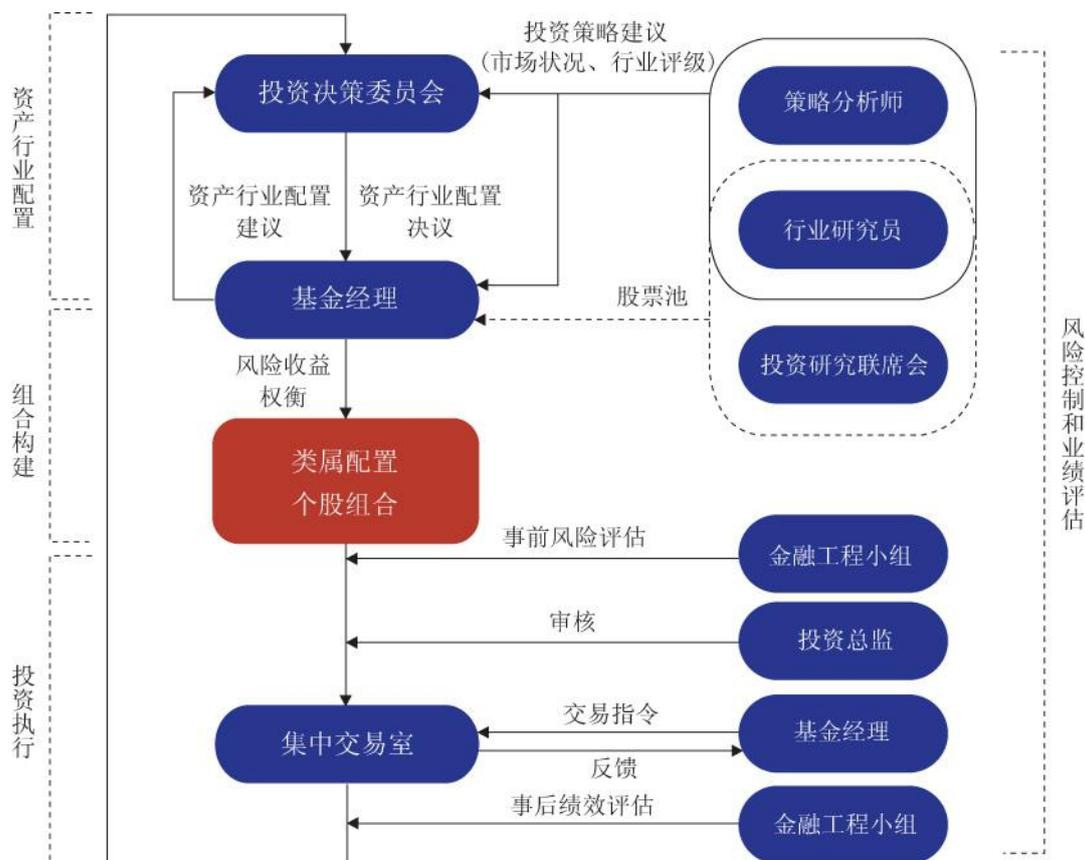 投资策略建议
(市场状况、行业评级)
投资决策委员会
策略分析师
资产行业配置
资产行业配置
建议
资产行业配置
决议
行业研究员
基金经理
股票池
风险收益
权衡
投资研究联席会
组合构建
类属配置
个股组合
风险控制和业绩评估
事前风险评估
金融工程小组
审核
投资总监
投资执行
集中交易室
交易指令
反馈
基金经理
事后绩效评估
金融工程小组